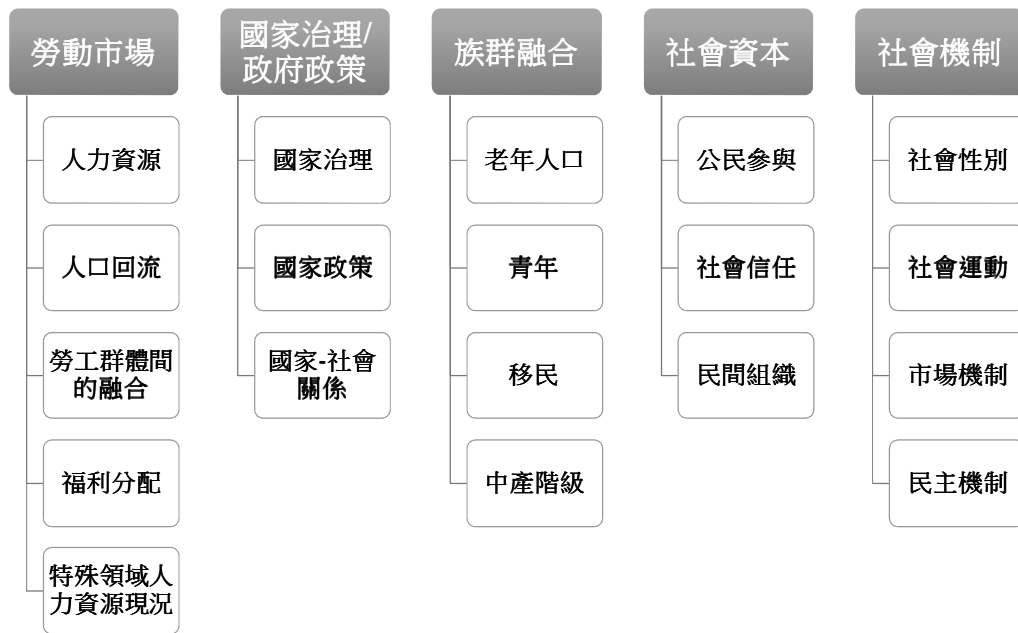 勞動市場
人力資源
人口回流
勞工群體間
的融合
福利分配
特殊領域人
力資源現況
國家治理/
政府政策
國家治理
國家政策
國家-社會
關係
族群融合
老年人口
青年
移民
中產階級
社會資本
公民參與
社會信任
民間組織
社會機制
社會性別
社會運動
市場機制
民主機制